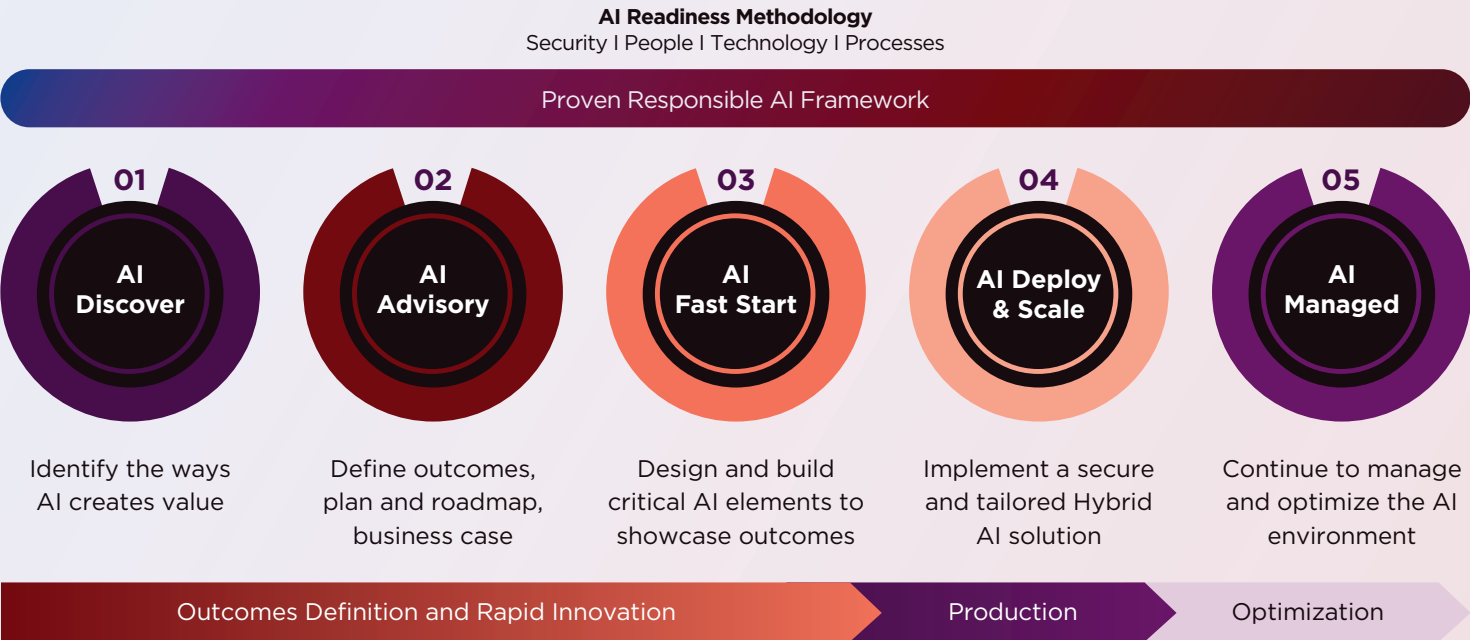 AI Readiness Methodology
Security I People I Technology I Processes
Proven Responsible AI Framework
01
AI
Discover
Identify the ways
AI creates value
02
AI
Advisory
Define outcomes,
plan and roadmap,
business case
03
AI
Fast Start
Design and build
critical AI elements to
showcase outcomes
04
AI Deploy
& Scale
Implement a secure
and tailored Hybrid
AI solution
05
AI
Managed
Continue to manage
and optimize the AI
environment
Outcomes Definition and Rapid Innovation
Production
Optimization